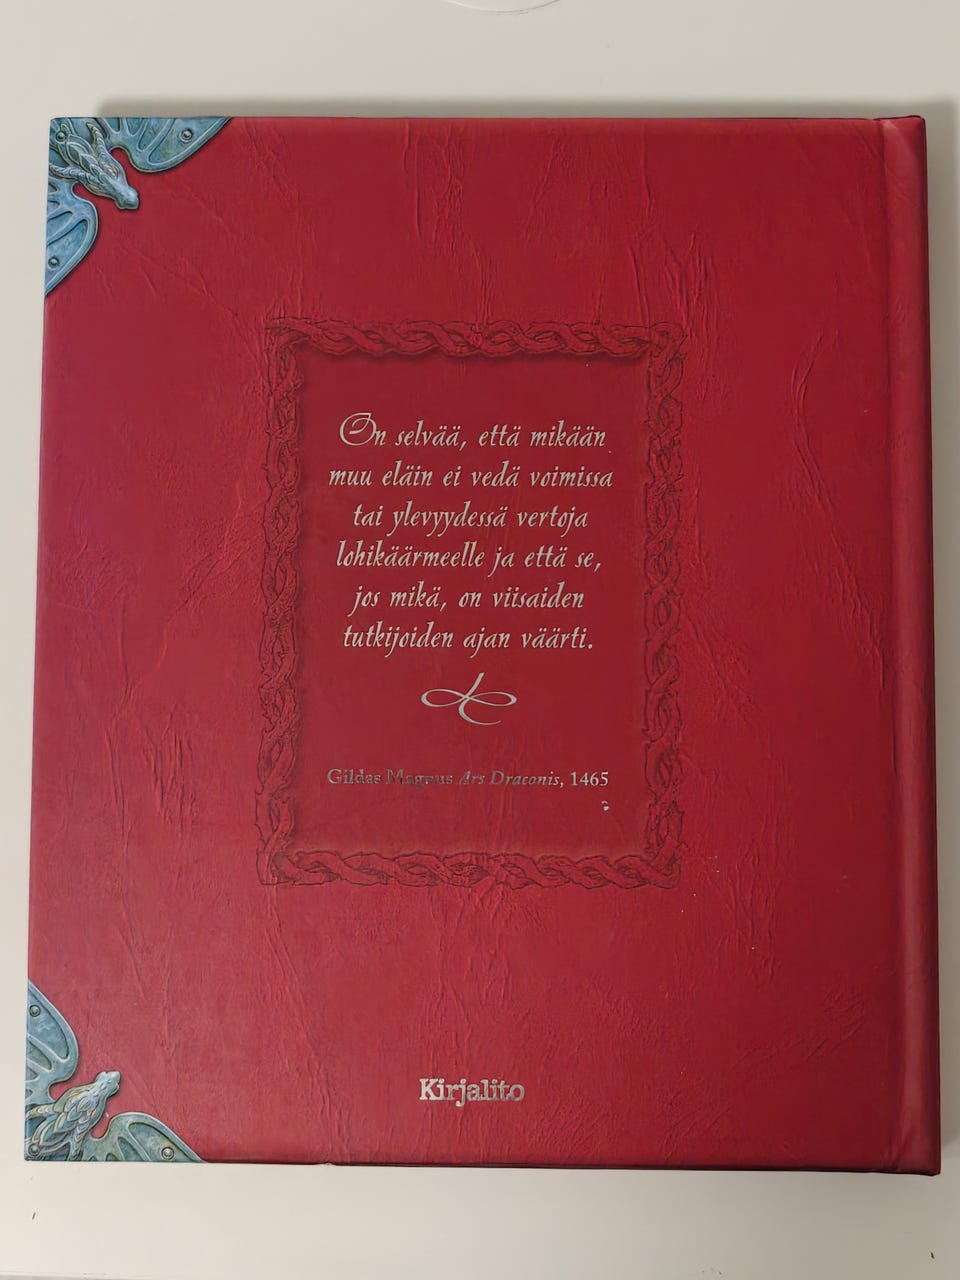 On selvää, että mikään
muu eläin ei vedä voimissa
tai ylevyydessä vertoja
lohikäärmeelle ja että se,
jos mikä, on viisaiden
tutkijoiden ajan väärti.
Gildas Magnus Ars Draconis, 1465
Kirjalito